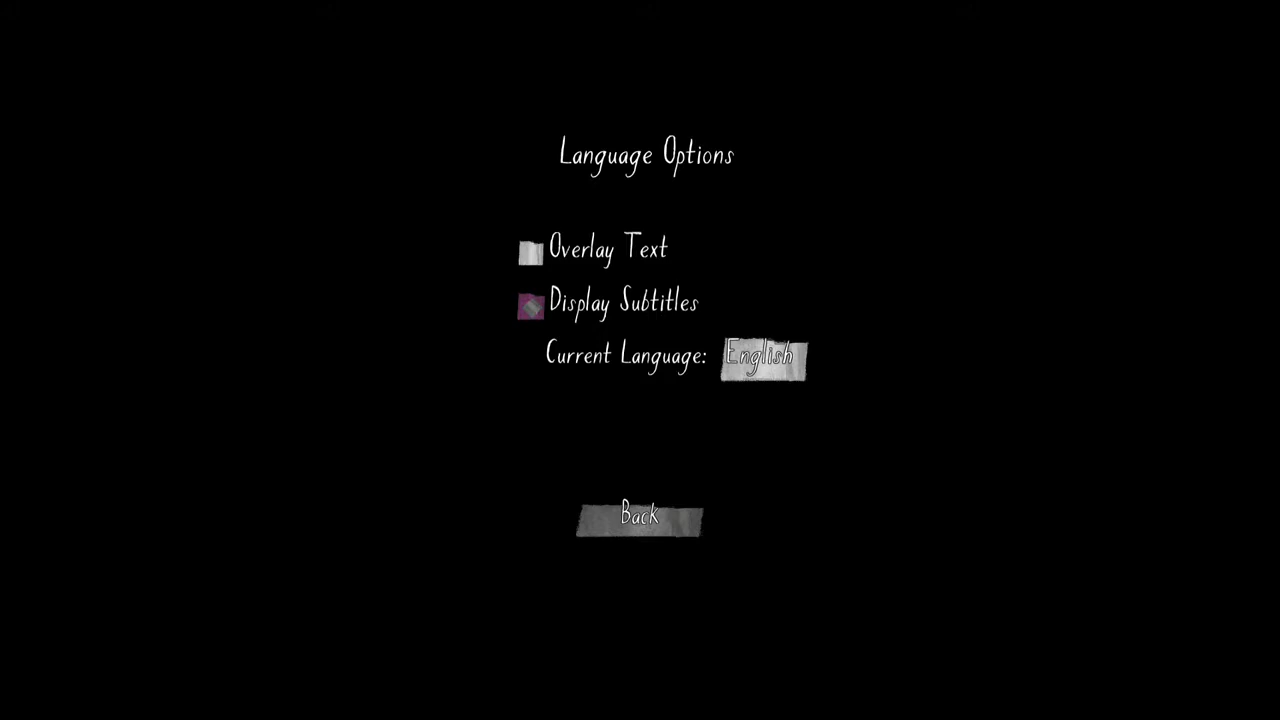 Language Options
Overlay Text
Display Subtitles
Current Language: English
Back